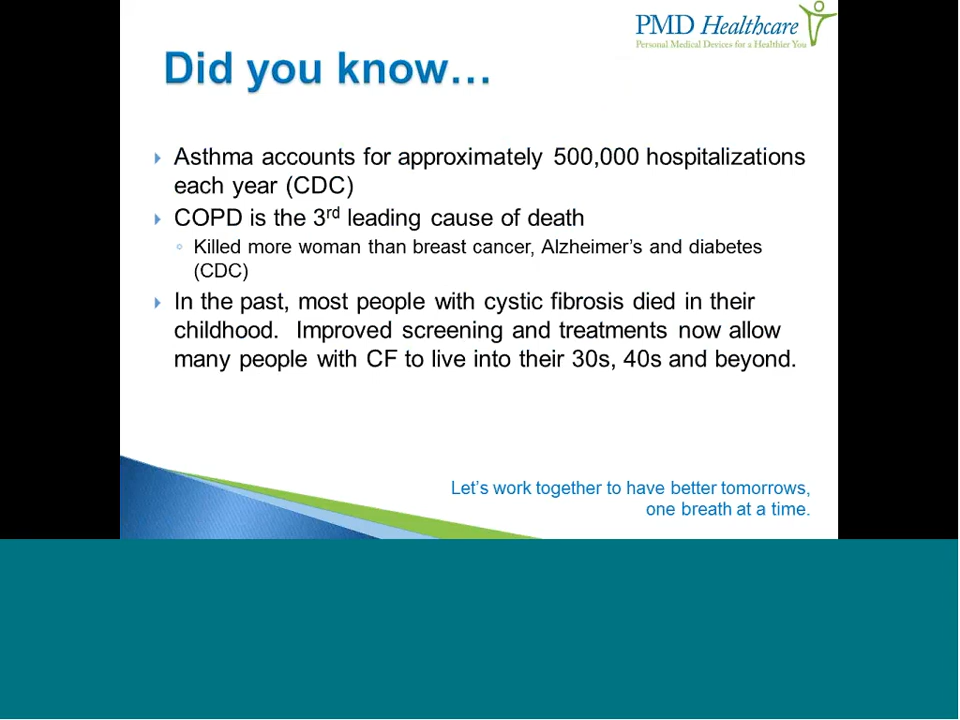 PMD Healthcare
Personal Medical Devices for a Healthier You
Did you know…
Asthma accounts for approximately 500,000 hospitalizations
each year (CDC)
COPD is the 3rd leading cause of death
Killed more woman than breast cancer, Alzheimer's and diabetes
(CDC)
In the past, most people with cystic fibrosis died in their
childhood. Improved screening and treatments now allow
many people with CF to live into their 30s, 40s and beyond.
Let's work together to have better tomorrows,
one breath at a time.